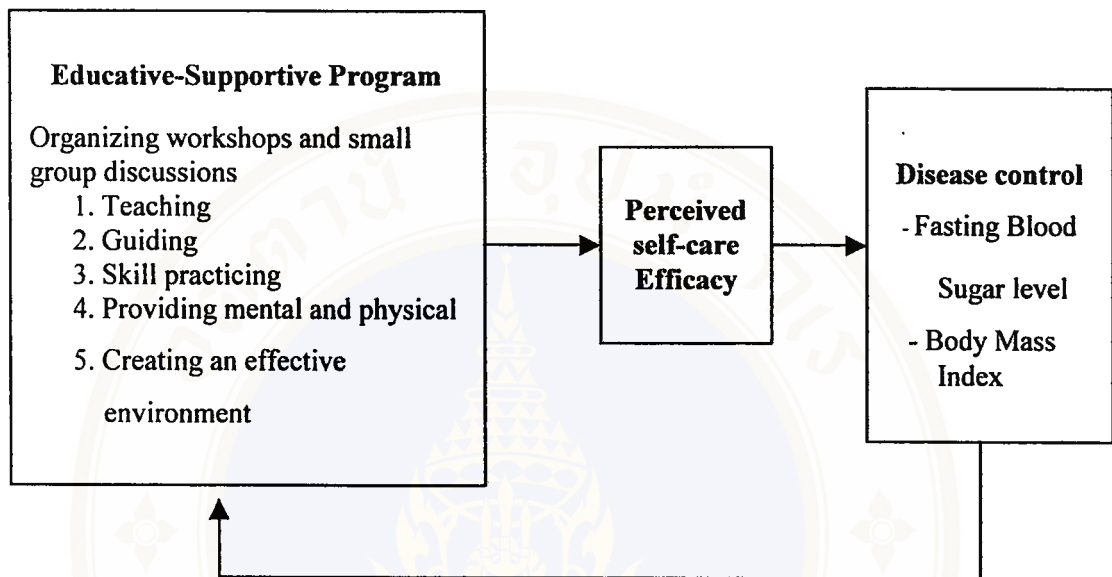 Educative-Supportive Program
Organizing workshops and small
group discussions
1. Teaching
2. Guiding
3. Skill practicing
4. Providing mental and physical
5. Creating an effective
environment
Perceived
self-care
Efficacy
Disease control
- Fasting Blood
Sugar level
- Body Mass
Index